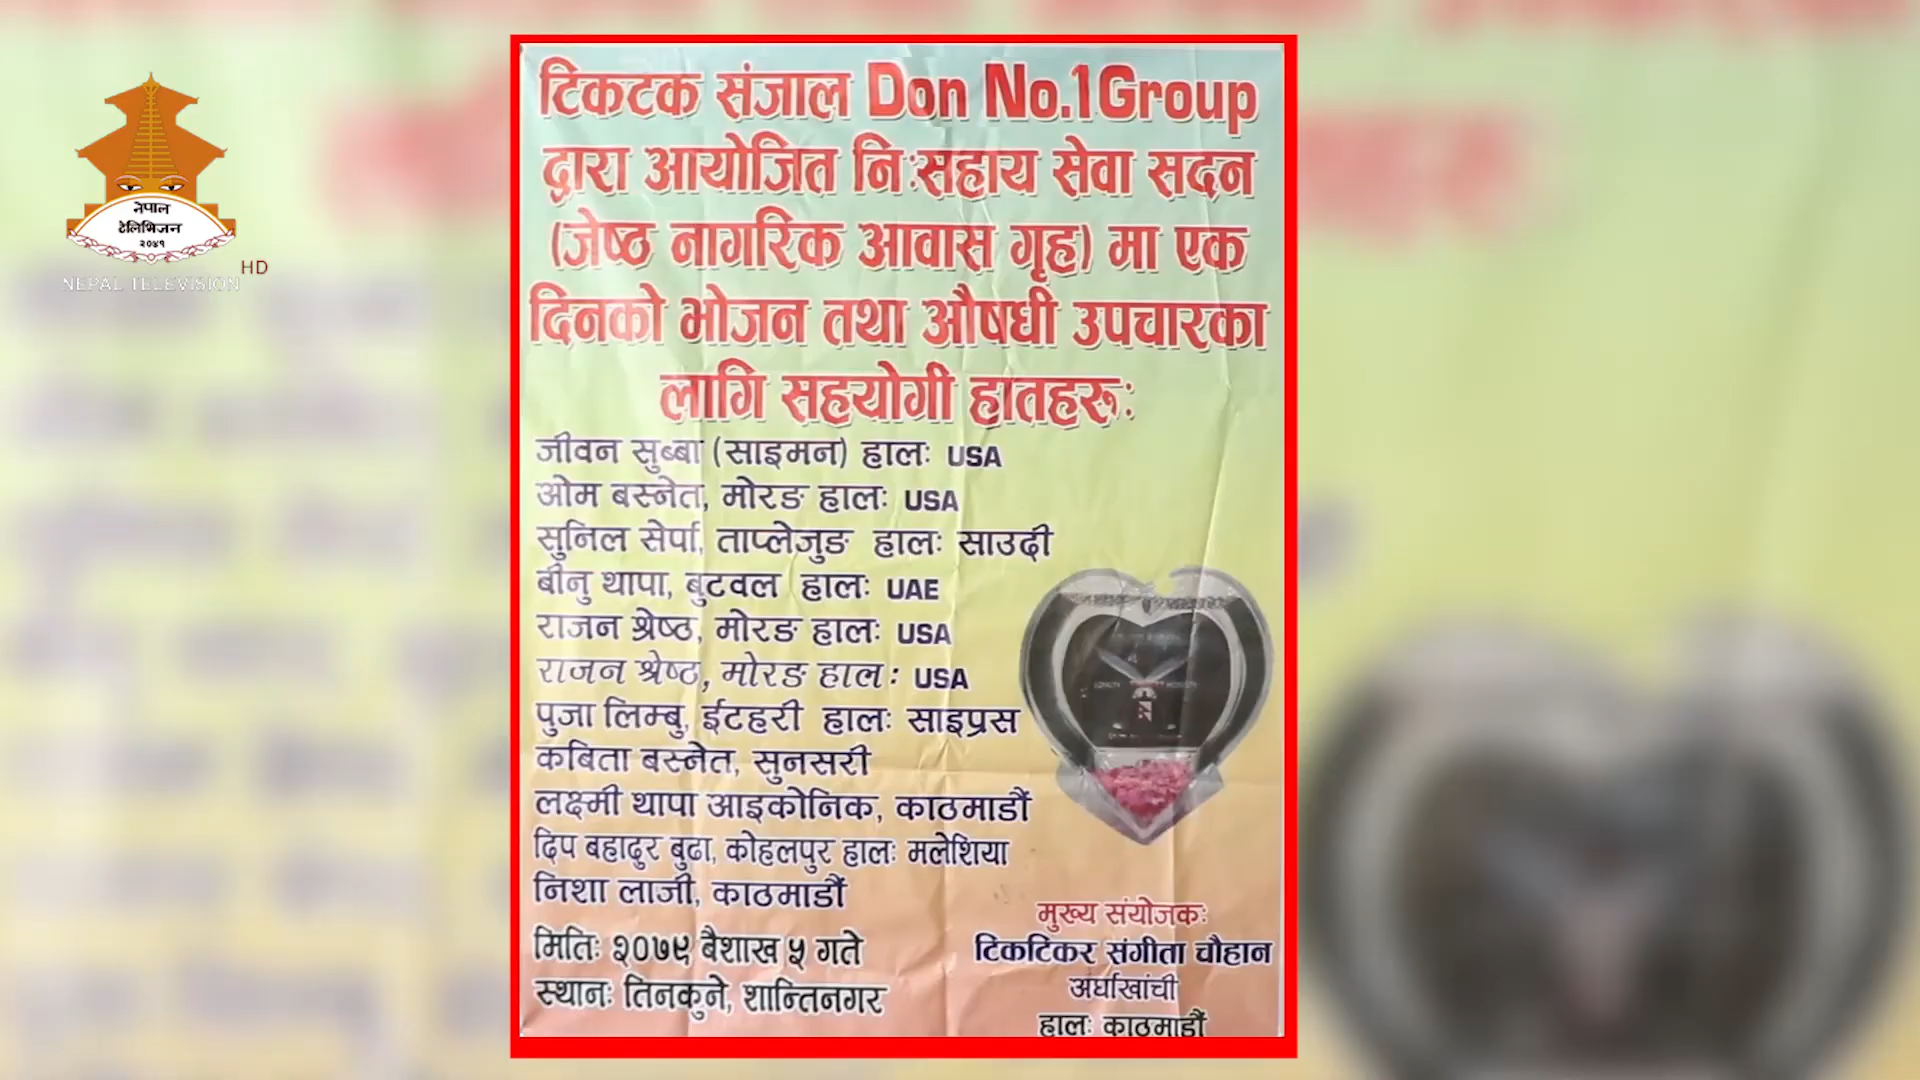 नेपाल
टेलिभिजन
२०४१
NEPAL TELEVISION HD
टिकटक संजाल Don No.1Group
द्वारा आयोजित नि:सहाय सेवा सदन
(जेष्ठ नागरिक आवास गृह) मा एक
दिनको भोजन तथा औषधी उपचारका
लागि सहयोगी हातहरू:
जीवन सुब्बा (साइमन) हाल: USA
ओम बस्नेत, मोरङ हाल: USA
सुनिल सेर्पा, ताप्लेजुङ हाल: साउदी
बीनु थापा, बुटवल हाल: UAE
राजन श्रेष्ठ, मोरङ हाल: USA
राजन श्रेष्ठ, मोरङ हाल: USA
पुजा लिम्बु, ईटहरी हाल: साइप्रस
कबिता बस्नेत, सुनसरी
लक्ष्मी थापा आइकोनिक, काठमाडौं
दिप बहादुर बुढा, कोहलपुर हाल: मलेशिया
निशा लाजी, काठमाडौं
मिति: २०७९ बैशाख ५ गते
स्थान: तिनकुने, शान्तिनगर
मुख्य संयोजक:
टिकटिकर संगीता चौहान
अर्घाखांची
हाल: काठमाडौं